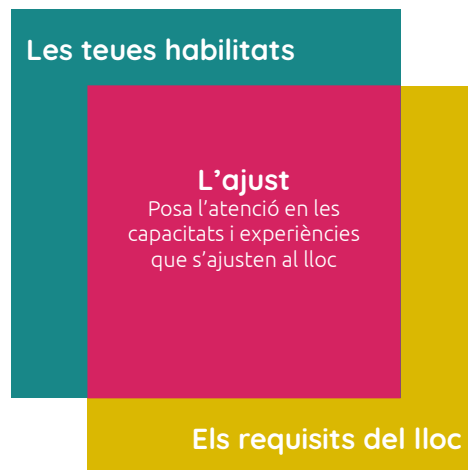 Les teues habilitats
L’ajust
Posa l’atenció en les
capacitats i experiències
que s’ajusten al lloc
Els requisits del lloc